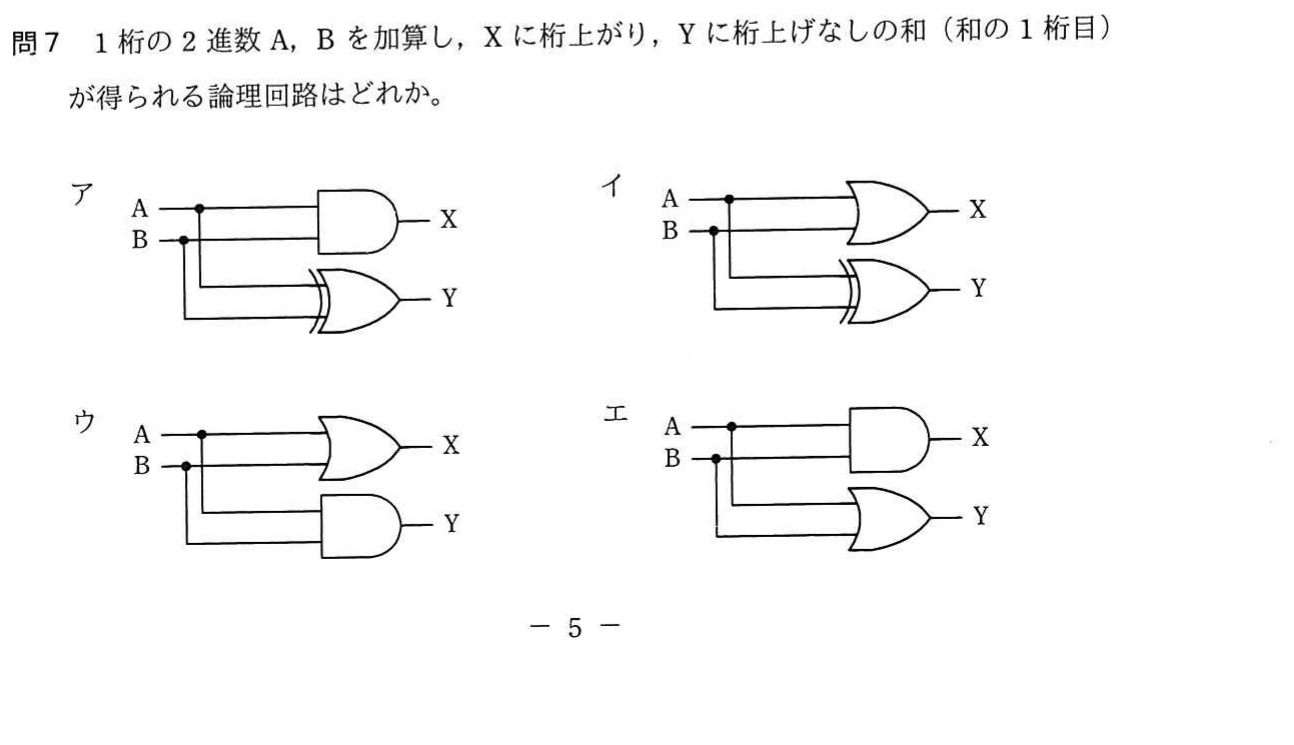 問7 1桁の2進数A，Bを加算し，Xに桁上がり，Yに桁上げなしの和（和の1桁目）
が得られる論理回路はどれか。
ア
A
B
X
Y
イ
A
B
X
Y
ウ
A
B
X
Y
エ
A
B
X
Y
－ 5 －